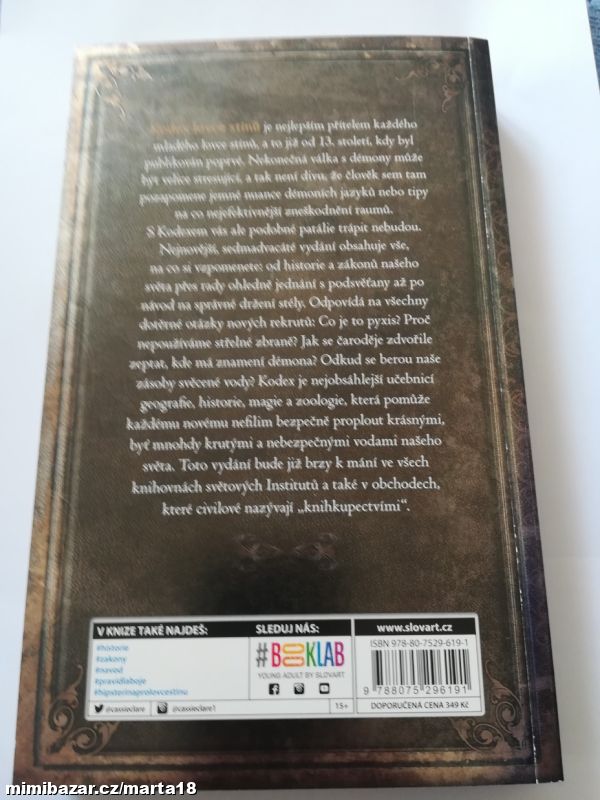 Kodex lovce stínů je nejlepším přítelem každého
mladého lovce stínů, a to již od 13. století, kdy byl
publikován poprvé. Nekonečná válka s démony může
být velice stresující, a tak není divu, že člověk sem tam
pozapomene jemné nuance démoních jazyků nebo tipy
na co nejefektivnější zneškodnění raumů.
S Kodexem vás ale podobné patálie trápit nebudou.
Nejnovější, sedmadvacáté vydání obsahuje vše,
na co si vzpomenete: od historie a zákonů našeho
světa přes rady ohledně jednání s podsvěťany až po
návod na správné držení stély. Odpovídá na všechny
dotěrné otázky nových rekrutů: Co je to pyxis? Proč
nepoužíváme střelné zbraně? Jak se čaroděje zdvořile
zeptat, kde má znamení démona? Odkud se berou naše
zásoby svěcené vody? Kodex je nejobsáhlejší učebnicí
geografie, historie, magie a zoologie, která pomůže
každému novému nefilim bezpečně proplout krásnými,
byť mnohdy krutými a nebezpečnými vodami našeho
světa. Toto vydání bude již brzy k mání ve všech
knihovnách světových Institutů a také v obchodech,
které civilové nazývají „knihkupectvími“.
V KNIZE TAKÉ NAJDEŠ:
#historie
#zakony
#navod
#pravidlaboje
#hipsterinaprolovcestinu
@cassieclare
@cassieclare1
SLEDUJ NÁS:
#BOOKLAB
YOUNG ADULT BY SLOVART
15+
www.slovart.cz
ISBN 978-80-7529-619-1
9 788075 296191
DOPORUČENÁ CENA 349 Kč
mimibazar.cz/marta18